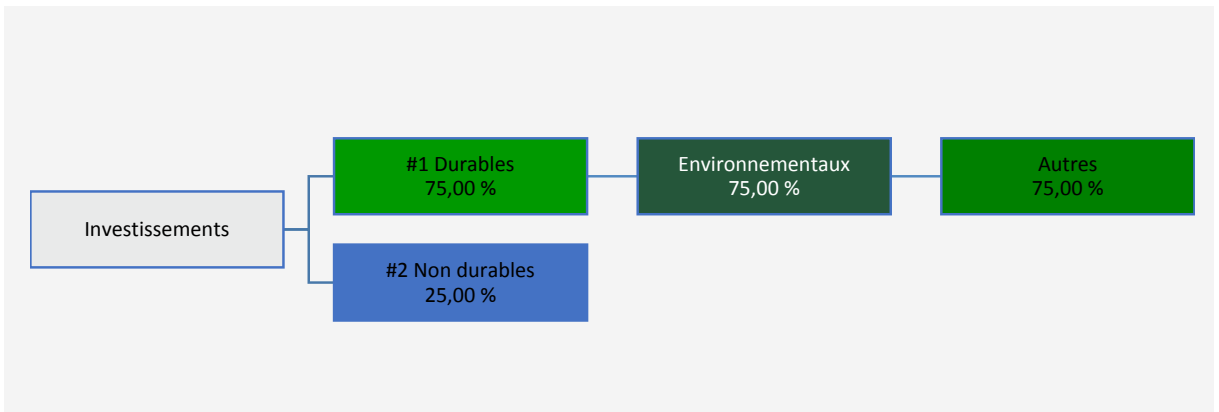 Investissements
#1 Durables
75,00 %
Environnementaux
75,00 %
Autres
75,00 %
#2 Non durables
25,00 %